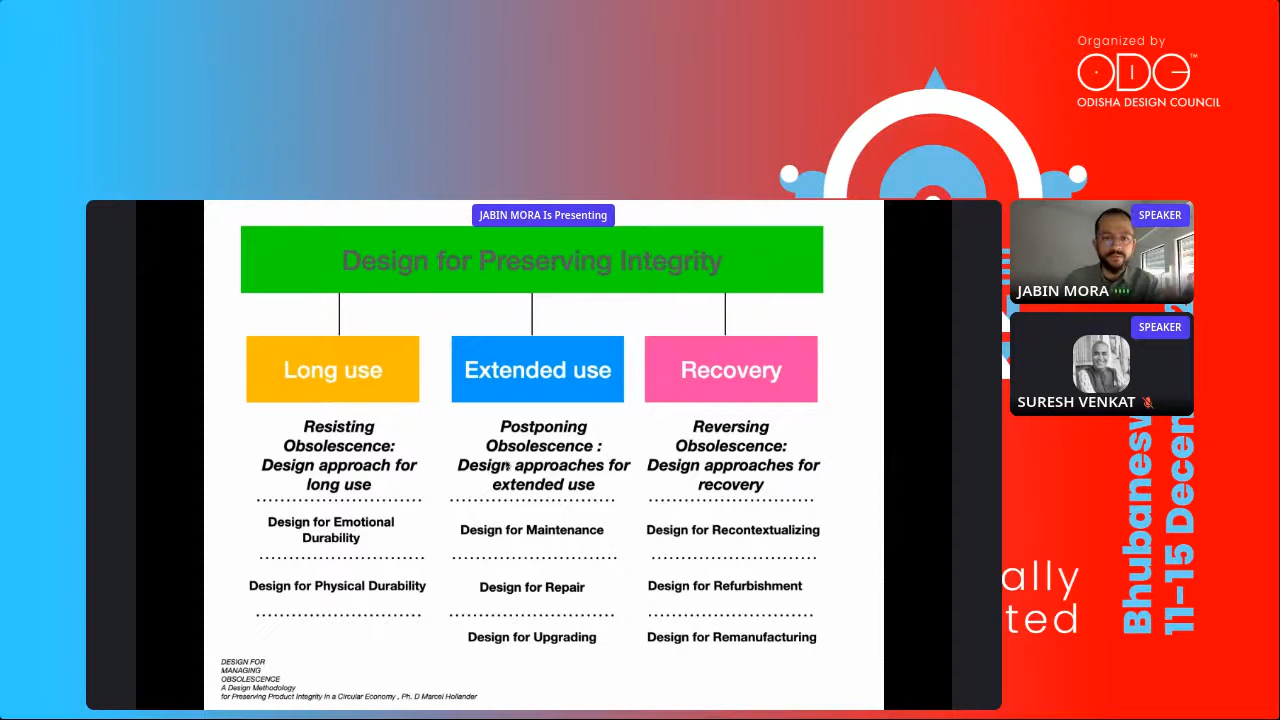 Organized by
ODC™
ODISHA DESIGN COUNCIL
JABIN MORA Is Presenting
Design for Preserving Integrity
Long use
Extended use
Recovery
Resisting
Obsolescence:
Design approach for
long use
Postponing
Obsolescence :
Design approaches for
extended use
Reversing
Obsolescence:
Design approaches for
recovery
Design for Emotional
Durability
Design for Maintenance
Design for Recontextualizing
Design for Physical Durability
Design for Repair
Design for Refurbishment
Design for Upgrading
Design for Remanufacturing
DESIGN FOR
MANAGING
OBSOLESCENCE
A Design Methodology
for Preserving Product Integrity in a Circular Economy , Ph. D Marcel Hollander
SPEAKER
JABIN MORA
SPEAKER
SURESH VENKAT
ally
ted
Bhubanesw
11-15 Decem